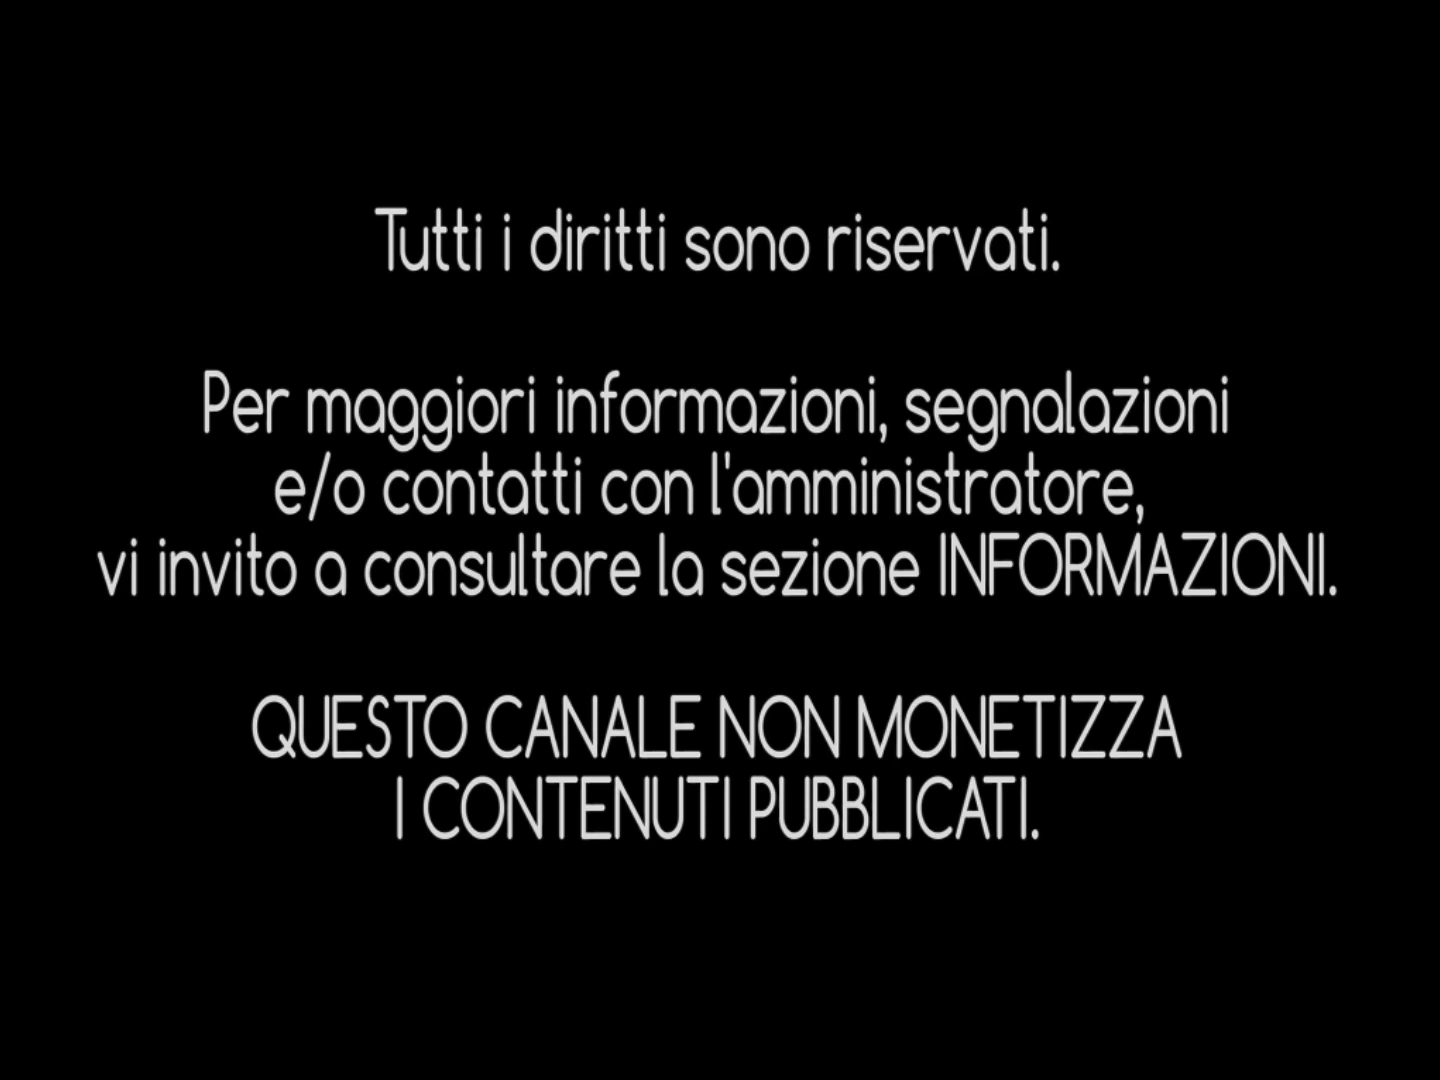 Tutti i diritti sono riservati.
Per maggiori informazioni, segnalazioni
e/o contatti con l'amministratore,
vi invito a consultare la sezione INFORMAZIONI.
QUESTO CANALE NON MONETIZZA
I CONTENUTI PUBBLICATI.